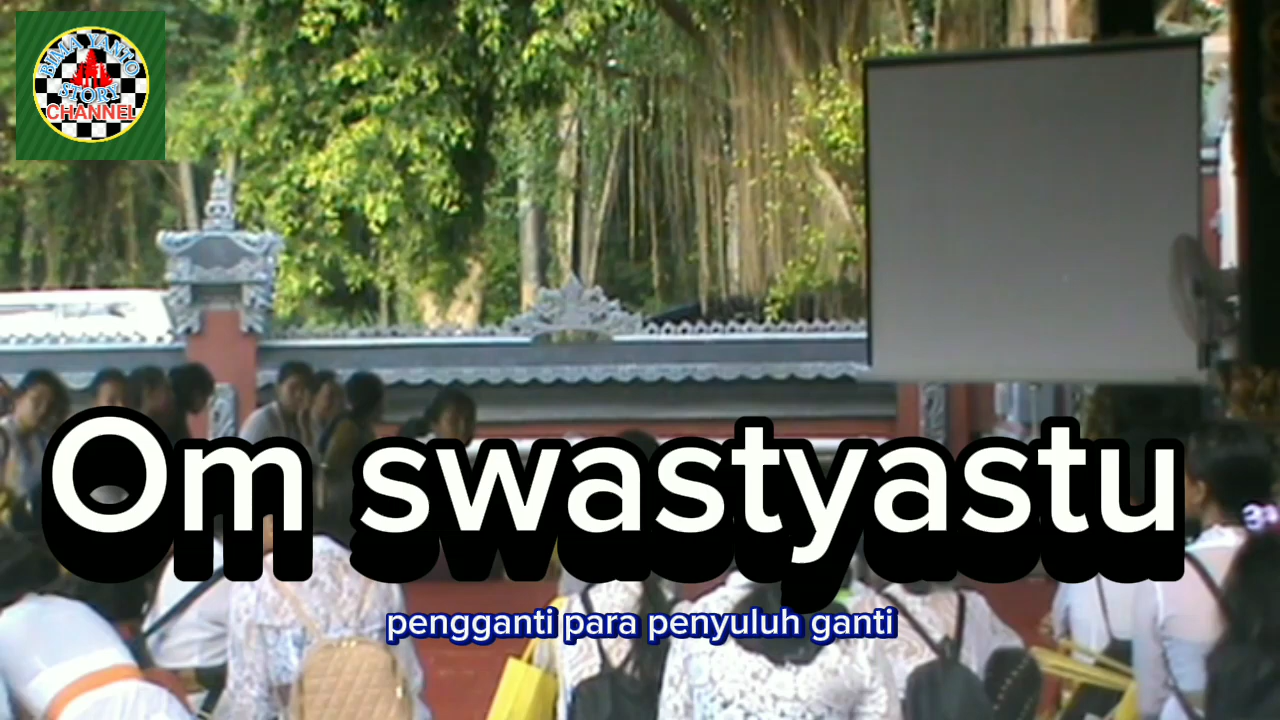 BIMA YANTO
STORY
CHANNEL
Om swastyastu
pengganti para penyuluh ganti